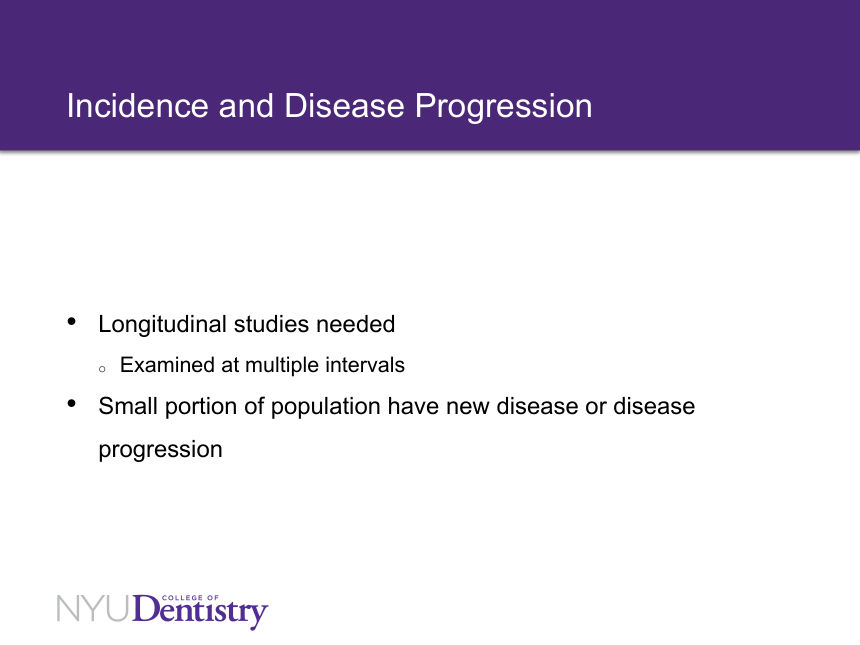 Incidence and Disease Progression
• Longitudinal studies needed
○ Examined at multiple intervals
• Small portion of population have new disease or disease
progression
NYU COLLEGE OF Dentistry